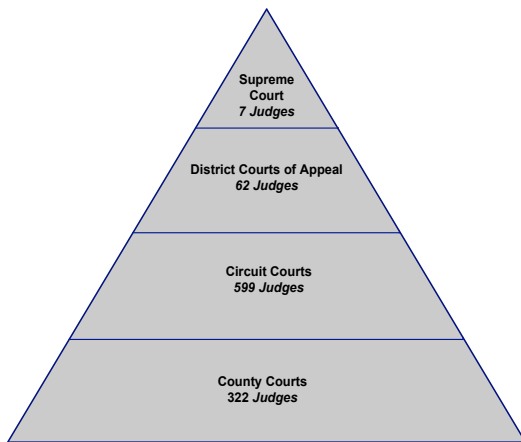 Supreme
Court
7 Judges
District Courts of Appeal
62 Judges
Circuit Courts
599 Judges
County Courts
322 Judges